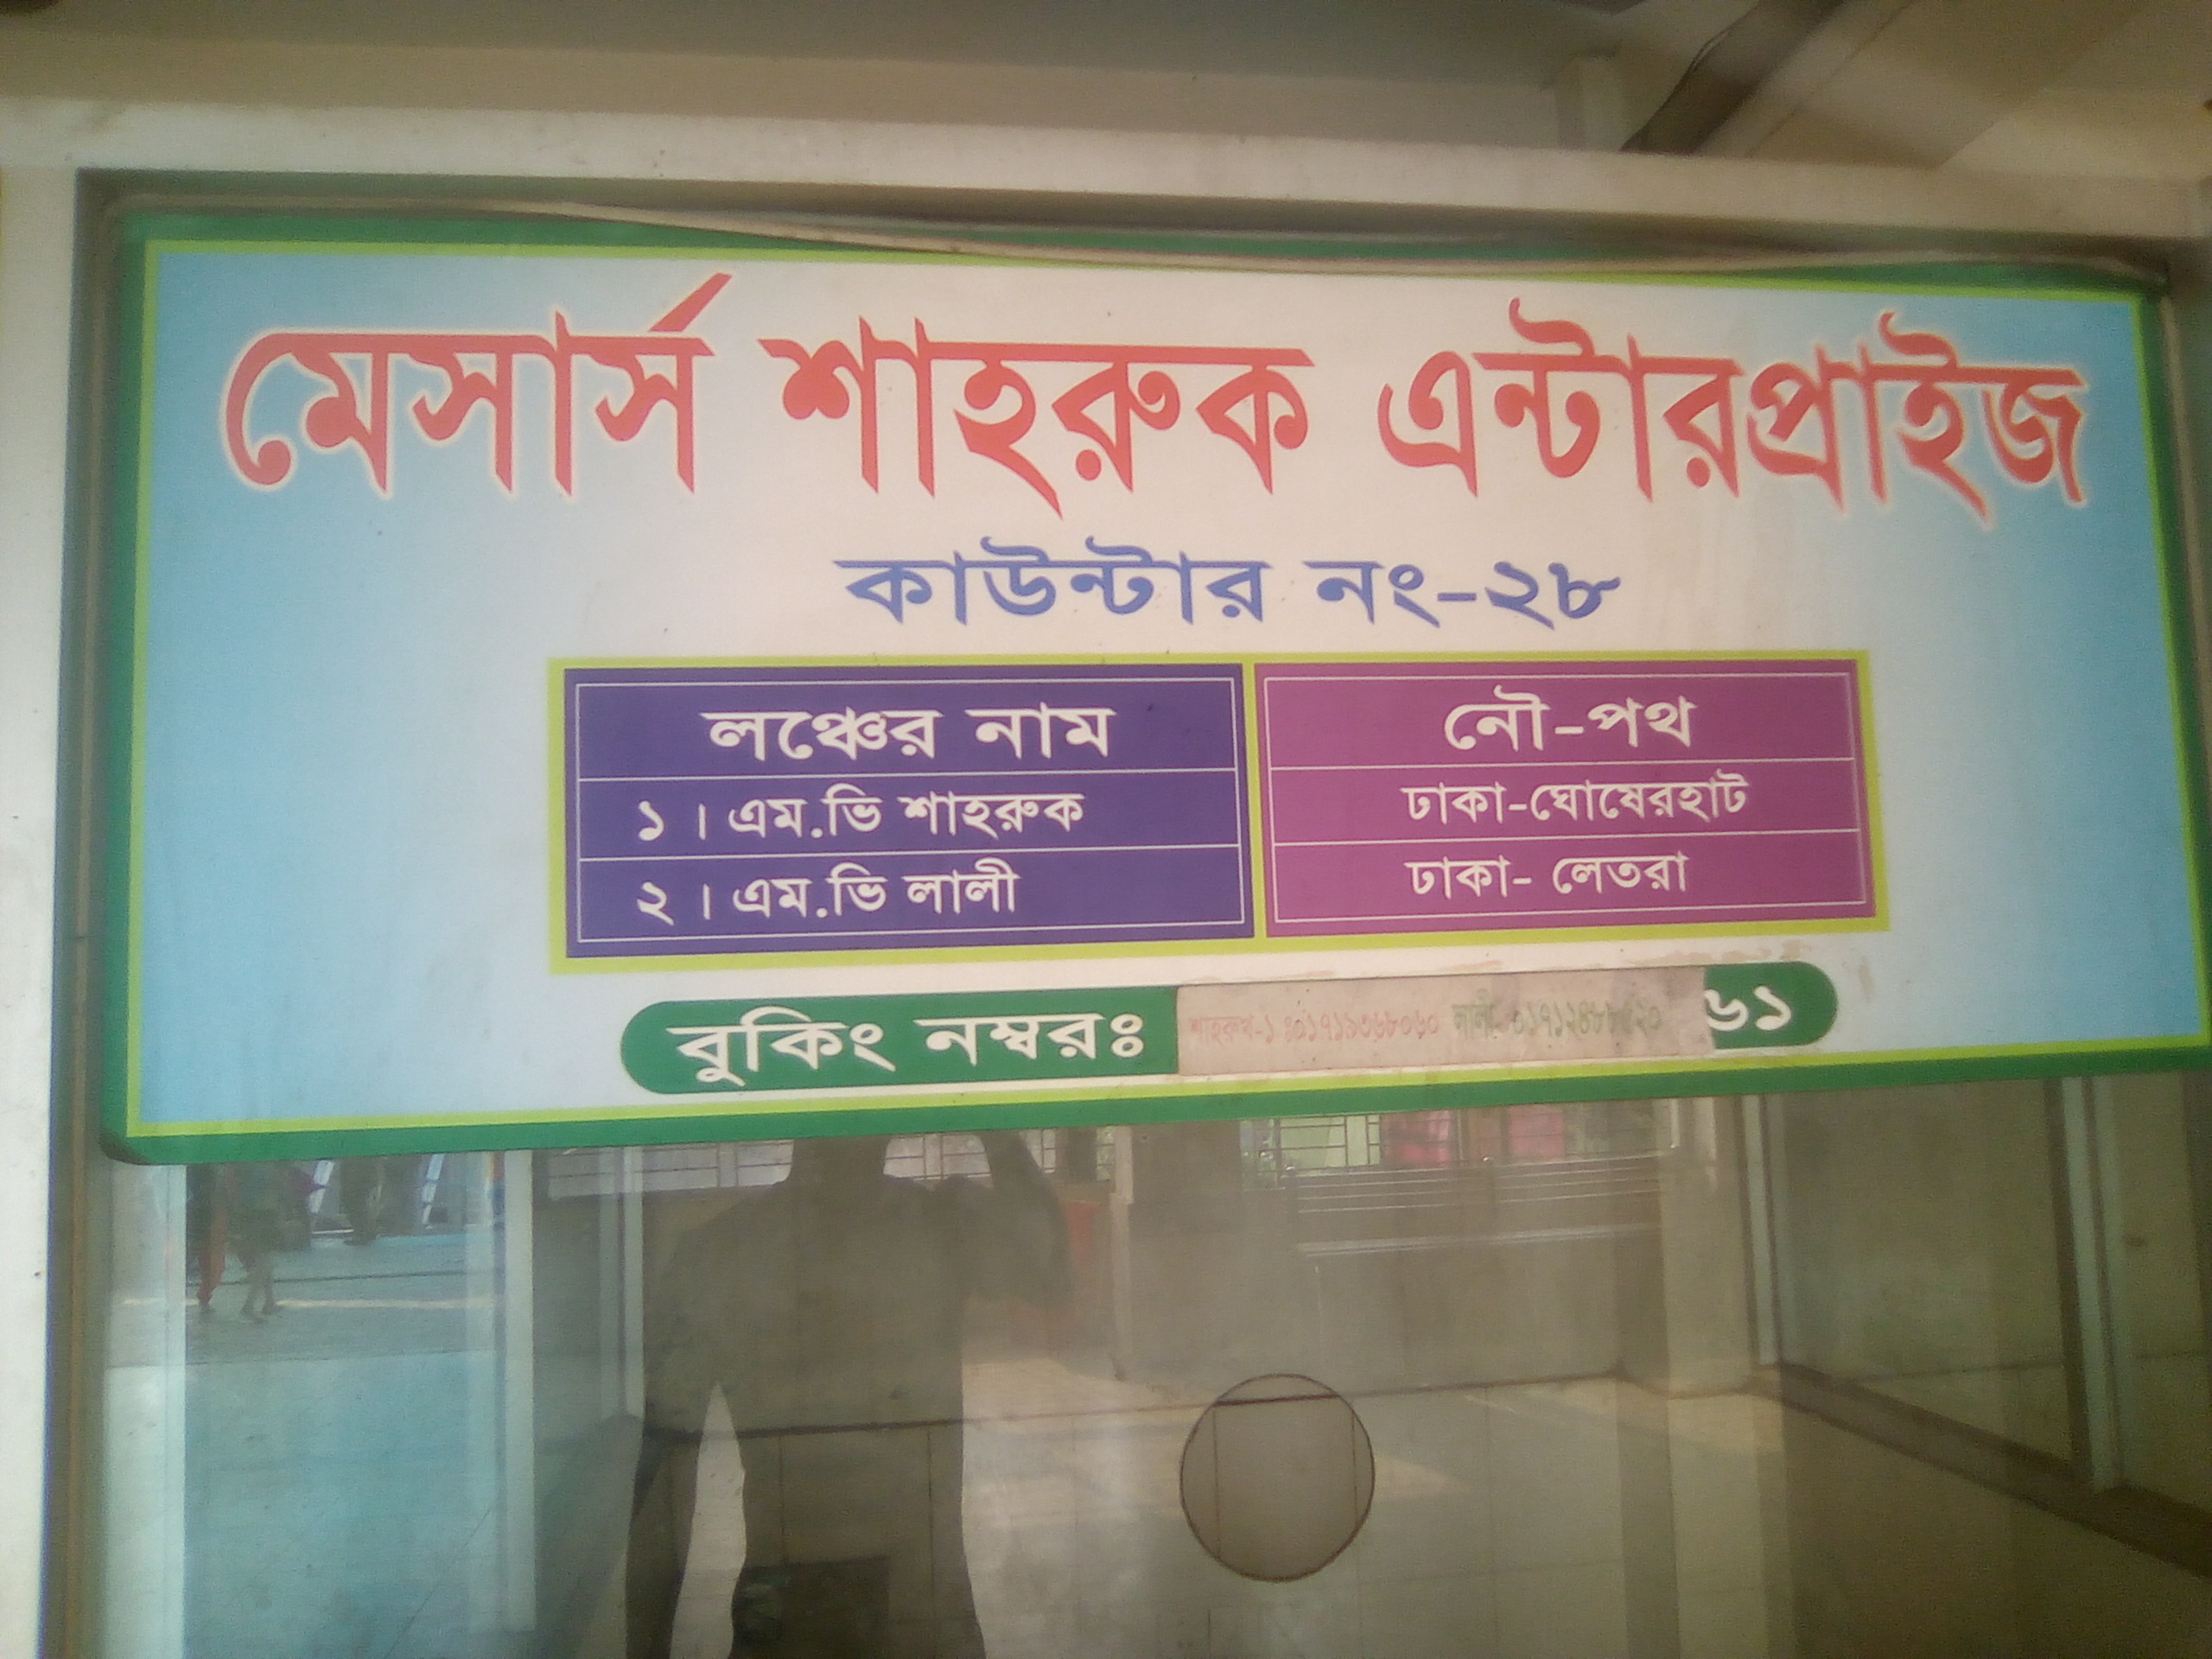 মেসার্স শাহরুক এন্টারপ্রাইজ
কাউন্টার নং-২৮
লঞ্চের নাম নৌ-পথ
১। এম.ভি শাহরুক ঢাকা-ঘোষেরহাট
২। এম.ভি লালী ঢাকা- লেতরা
বুকিং নম্বরঃ ৬১